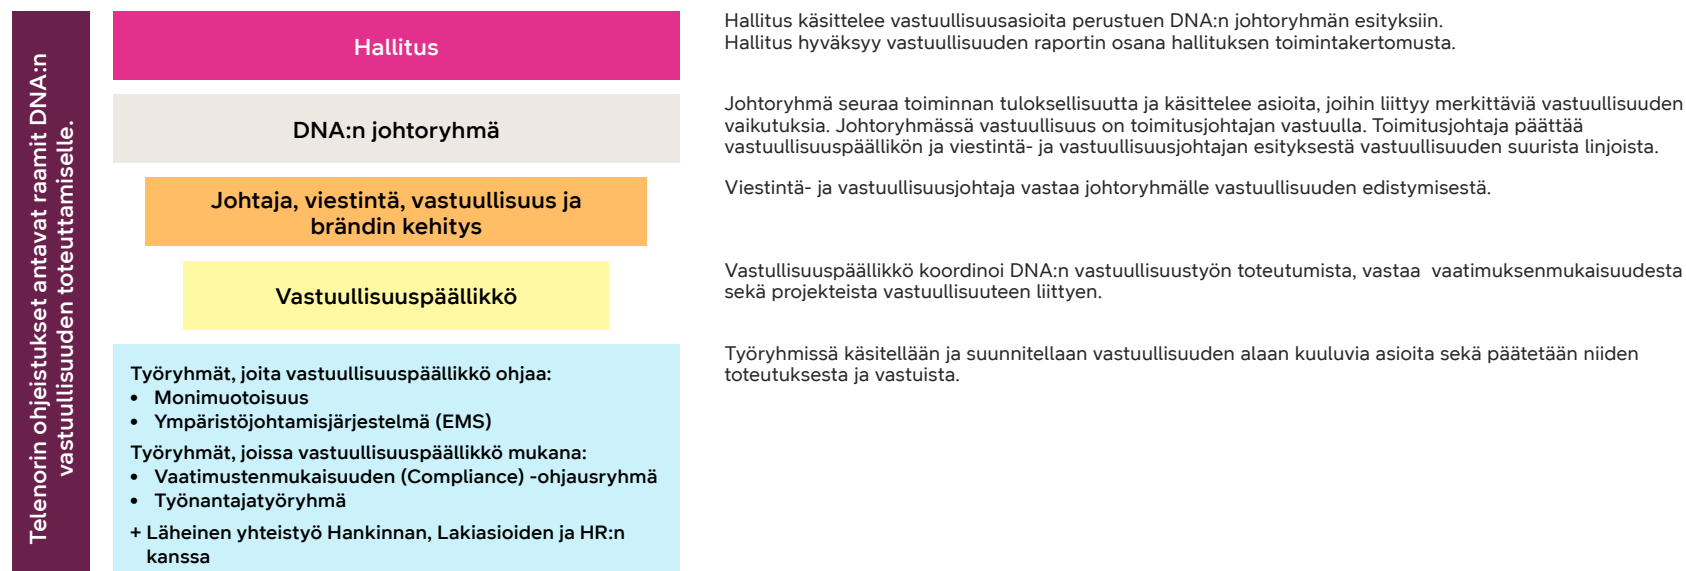 Telenorin ohjeistukset antavat raamit DNA:n
vastuullisuuden toteuttamiselle.
Hallitus
Hallitus käsittelee vastuullisuusasioita perustuen DNA:n johtoryhmän esityksiin.
Hallitus hyväksyy vastuullisuuden raportin osana hallituksen toimintakertomusta.
DNA:n johtoryhmä
Johtoryhmä seuraa toiminnan tuloksellisuutta ja käsittelee asioita, joihin liittyy merkittäviä vastuullisuuden
vaikutuksia. Johtoryhmässä vastuullisuus on toimitusjohtajan vastuulla. Toimitusjohtaja päättää
vastuullisuuspäällikön ja viestintä- ja vastuullisuusjohtajan esityksestä vastuullisuuden suurista linjoista.
Johtaja, viestintä, vastuullisuus ja
brändin kehitys
Viestintä- ja vastuullisuusjohtaja vastaa johtoryhmälle vastuullisuuden edistymisestä.
Vastuullisuuspäällikkö
Vastullisuuspäällikkö koordinoi DNA:n vastuullisuustyön toteutumista, vastaa  vaatimuksenmukaisuudesta
sekä projekteista vastuullisuuteen liittyen.
Työryhmät, joita vastuullisuuspäällikkö ohjaa:
• Monimuotoisuus
• Ympäristöjohtamisjärjestelmä (EMS)
Työryhmät, joissa vastuullisuuspäällikkö mukana:
• Vaatimustenmukaisuuden (Compliance) -ohjausryhmä
• Työnantajatyöryhmä
+ Läheinen yhteistyö Hankinnan, Lakiasioiden ja HR:n
kanssa
Työryhmissä käsitellään ja suunnitellaan vastuullisuuden alaan kuuluvia asioita sekä päätetään niiden
toteutuksesta ja vastuista.